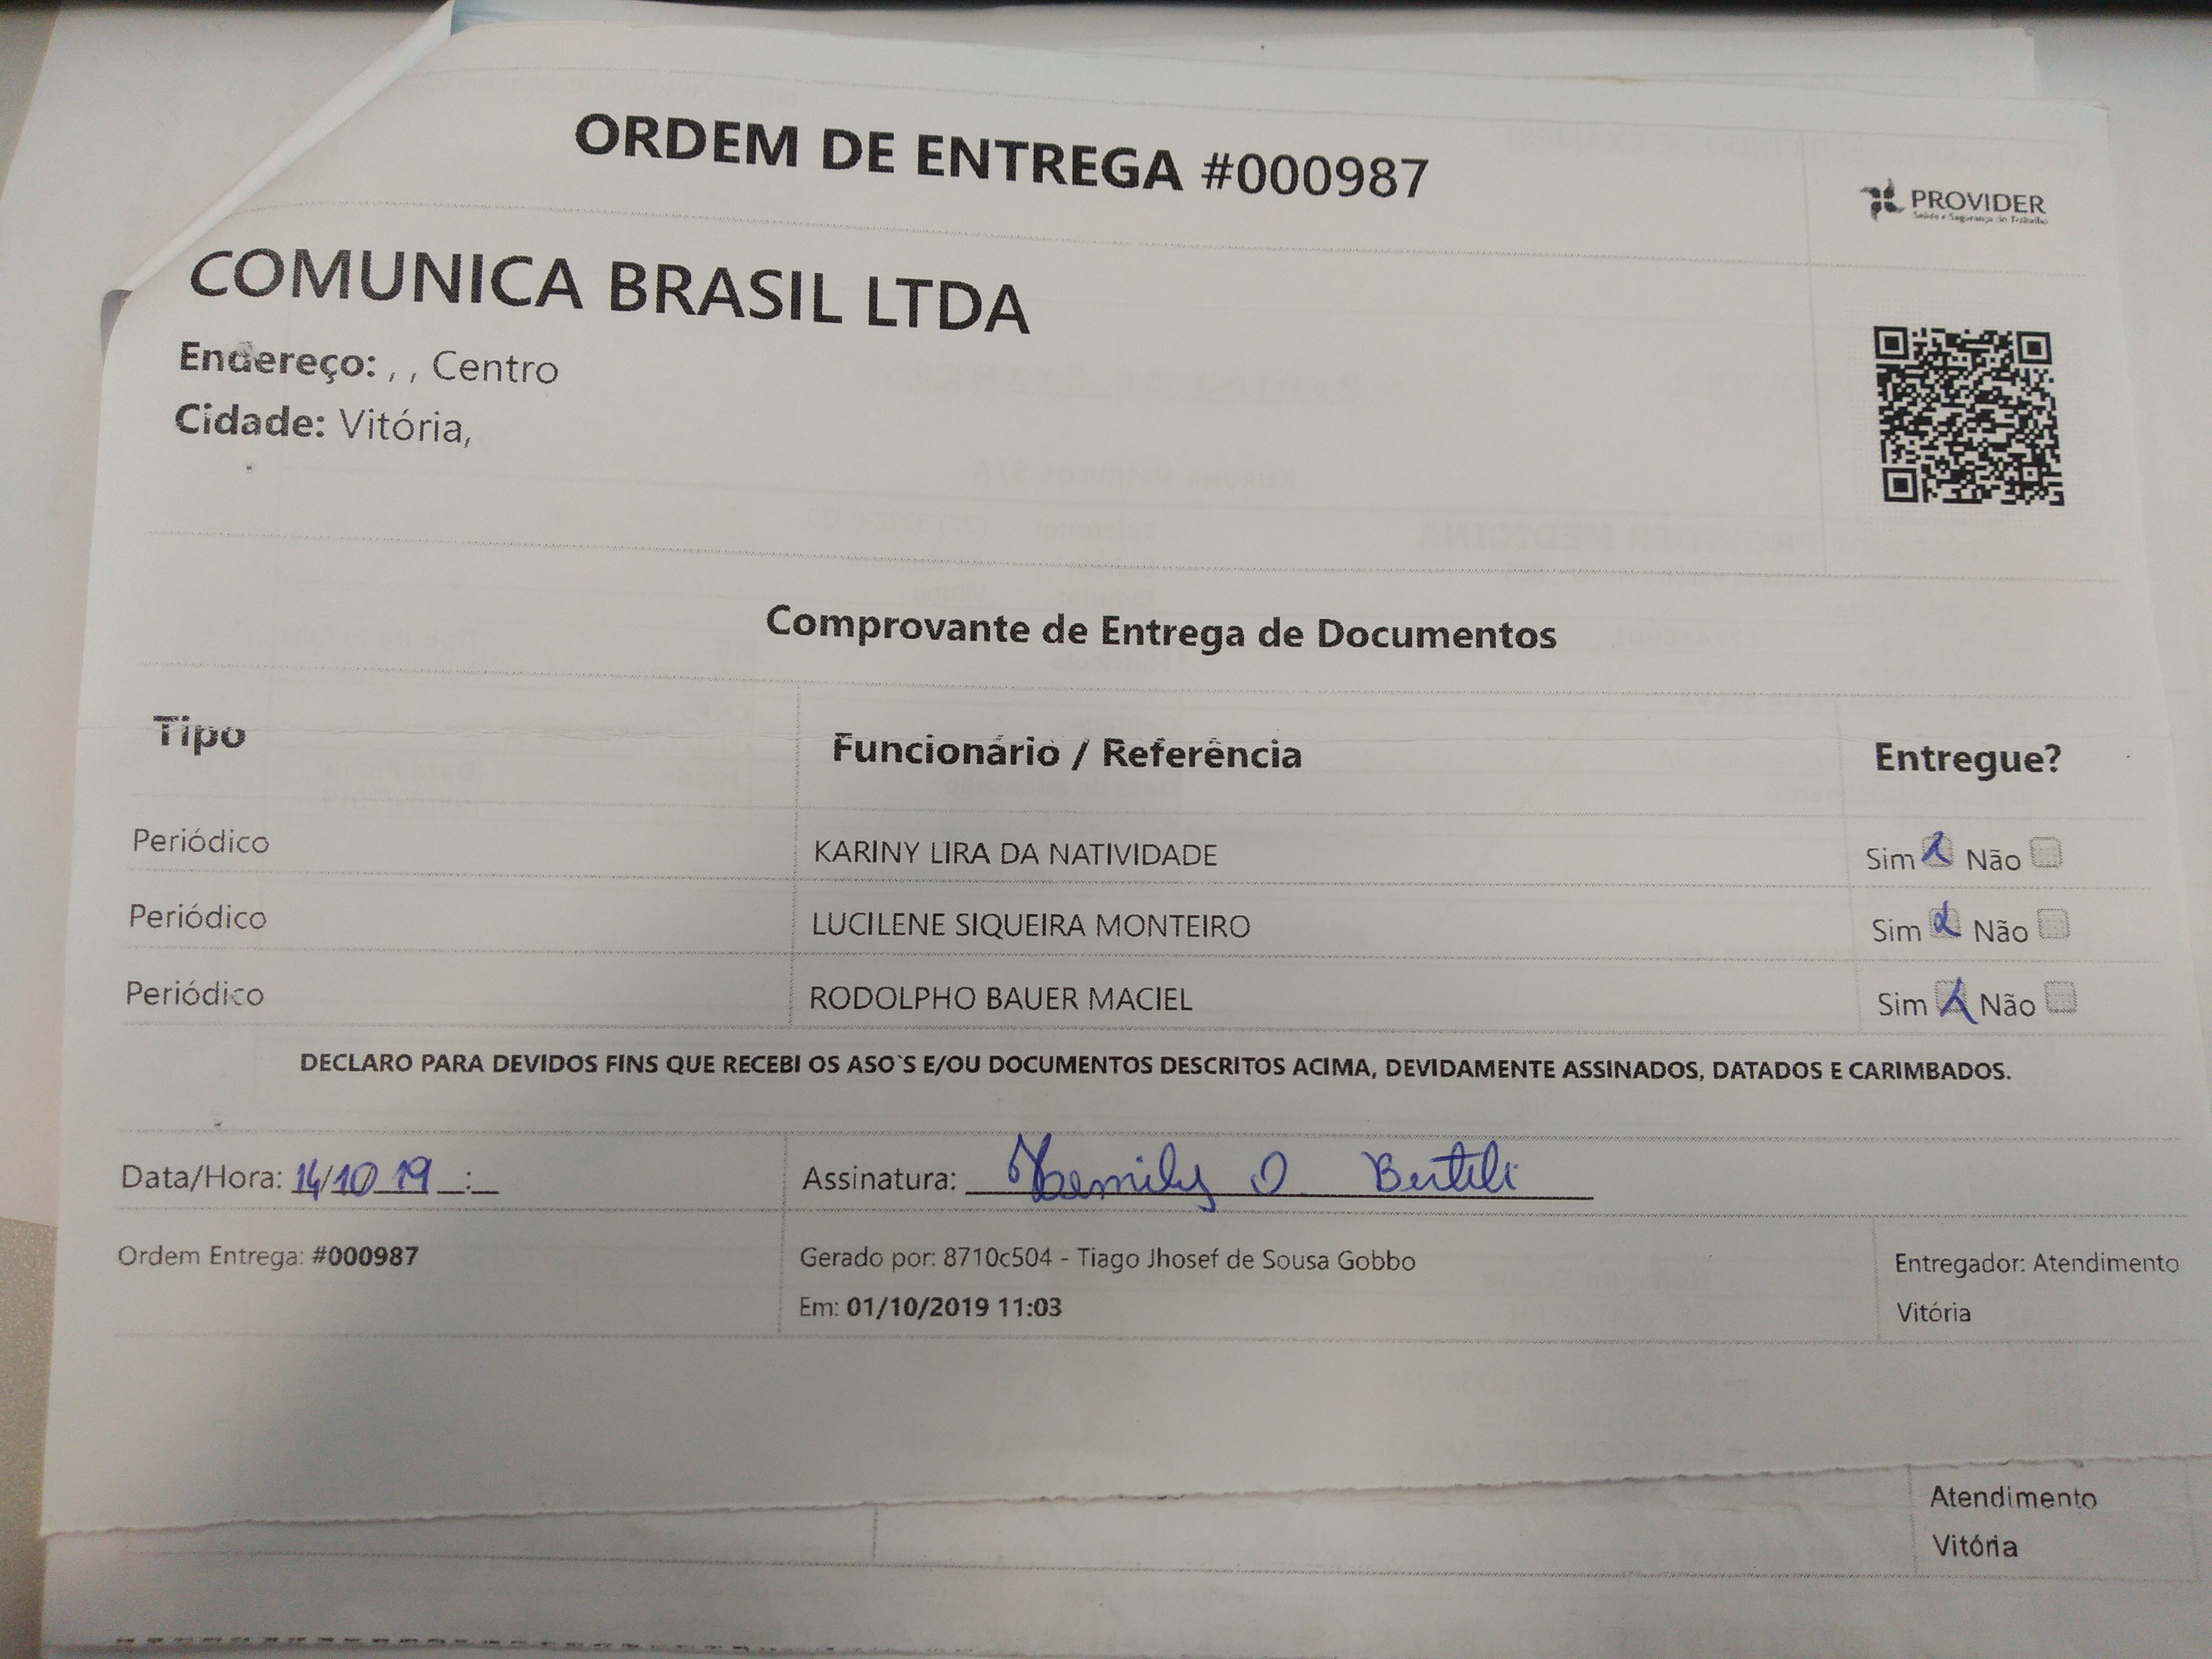 ORDEM DE ENTREGA #000987
PROVIDER
Saúde e Segurança do Trabalho
COMUNICA BRASIL LTDA
Endereço: , , Centro
Cidade: Vitória,
Comprovante de Entrega de Documentos
Tipo Funcionário / Referência Entregue?
Periódico KARINY LIRA DA NATIVIDADE Sim Não
Periódico LUCILENE SIQUEIRA MONTEIRO Sim Não
Periódico RODOLPHO BAUER MACIEL Sim Não
DECLARO PARA DEVIDOS FINS QUE RECEBI OS ASO`S E/OU DOCUMENTOS DESCRITOS ACIMA, DEVIDAMENTE ASSINADOS, DATADOS E CARIMBADOS.
Data/Hora: 14/10 19 __:__ Assinatura:
Ordem Entrega: #000987 Gerado por: 8710c504 - Tiago Jhosef de Sousa Gobbo Entregador: Atendimento
Em: 01/10/2019 11:03 Vitória
Atendimento
Vitória